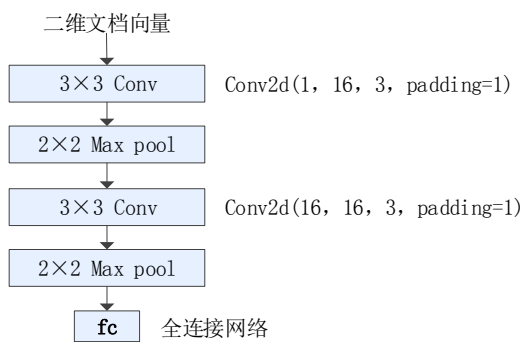 二维文档向量
3×3 Conv Conv2d(1, 16, 3, padding=1)
2×2 Max pool
3×3 Conv Conv2d(16, 16, 3, padding=1)
2×2 Max pool
fc 全连接网络